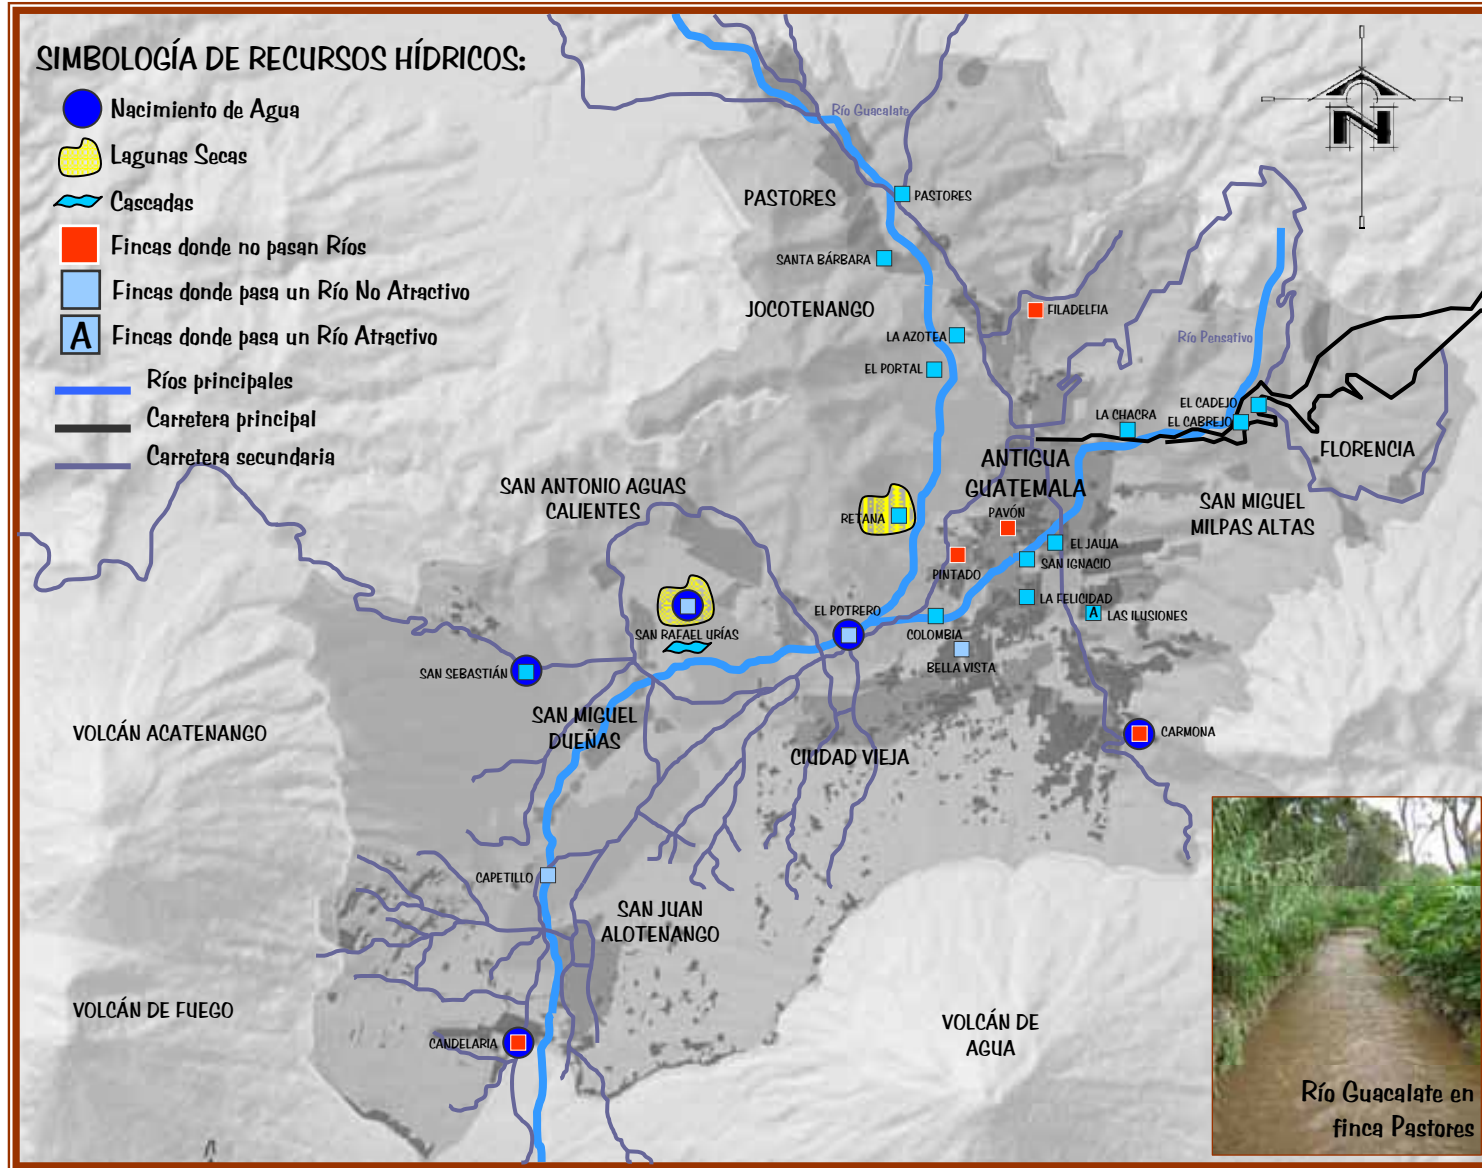 SIMBOLOGÍA DE RECURSOS HÍDRICOS:
Nacimiento de Agua
Lagunas Secas
Cascadas
Fincas donde no pasan Ríos
Fincas donde pasa un Río No Atractivo
A
Fincas donde pasa un Río Atractivo
Ríos principales
Carretera principal
Carretera secundaria
Río Guacalate
N
PASTORES
PASTORES
SANTA BÁRBARA
JOCOTENANGO
FILADELFIA
LA AZOTEA
Río Pensativo
EL PORTAL
EL CADEJO
LA CHACRA
EL CABREJO
FLORENCIA
ANTIGUA
GUATEMALA
SAN ANTONIO AGUAS
CALIENTES
SAN MIGUEL
MILPAS ALTAS
RETANA
PAVÓN
EL JAUJA
SAN IGNACIO
PINTADO
LA FELICIDAD
A
LAS ILUSIONES
EL POTRERO
SAN RAFAEL URÍAS
COLOMBIA
BELLA VISTA
SAN SEBASTIÁN
SAN MIGUEL
DUEÑAS
VOLCÁN ACATENANGO
CARMONA
CIUDAD VIEJA
CAPETILLO
SAN JUAN
ALOTENANGO
VOLCÁN DE FUEGO
VOLCÁN DE
AGUA
CANDELARIA
Río Guacalate en
finca Pastores